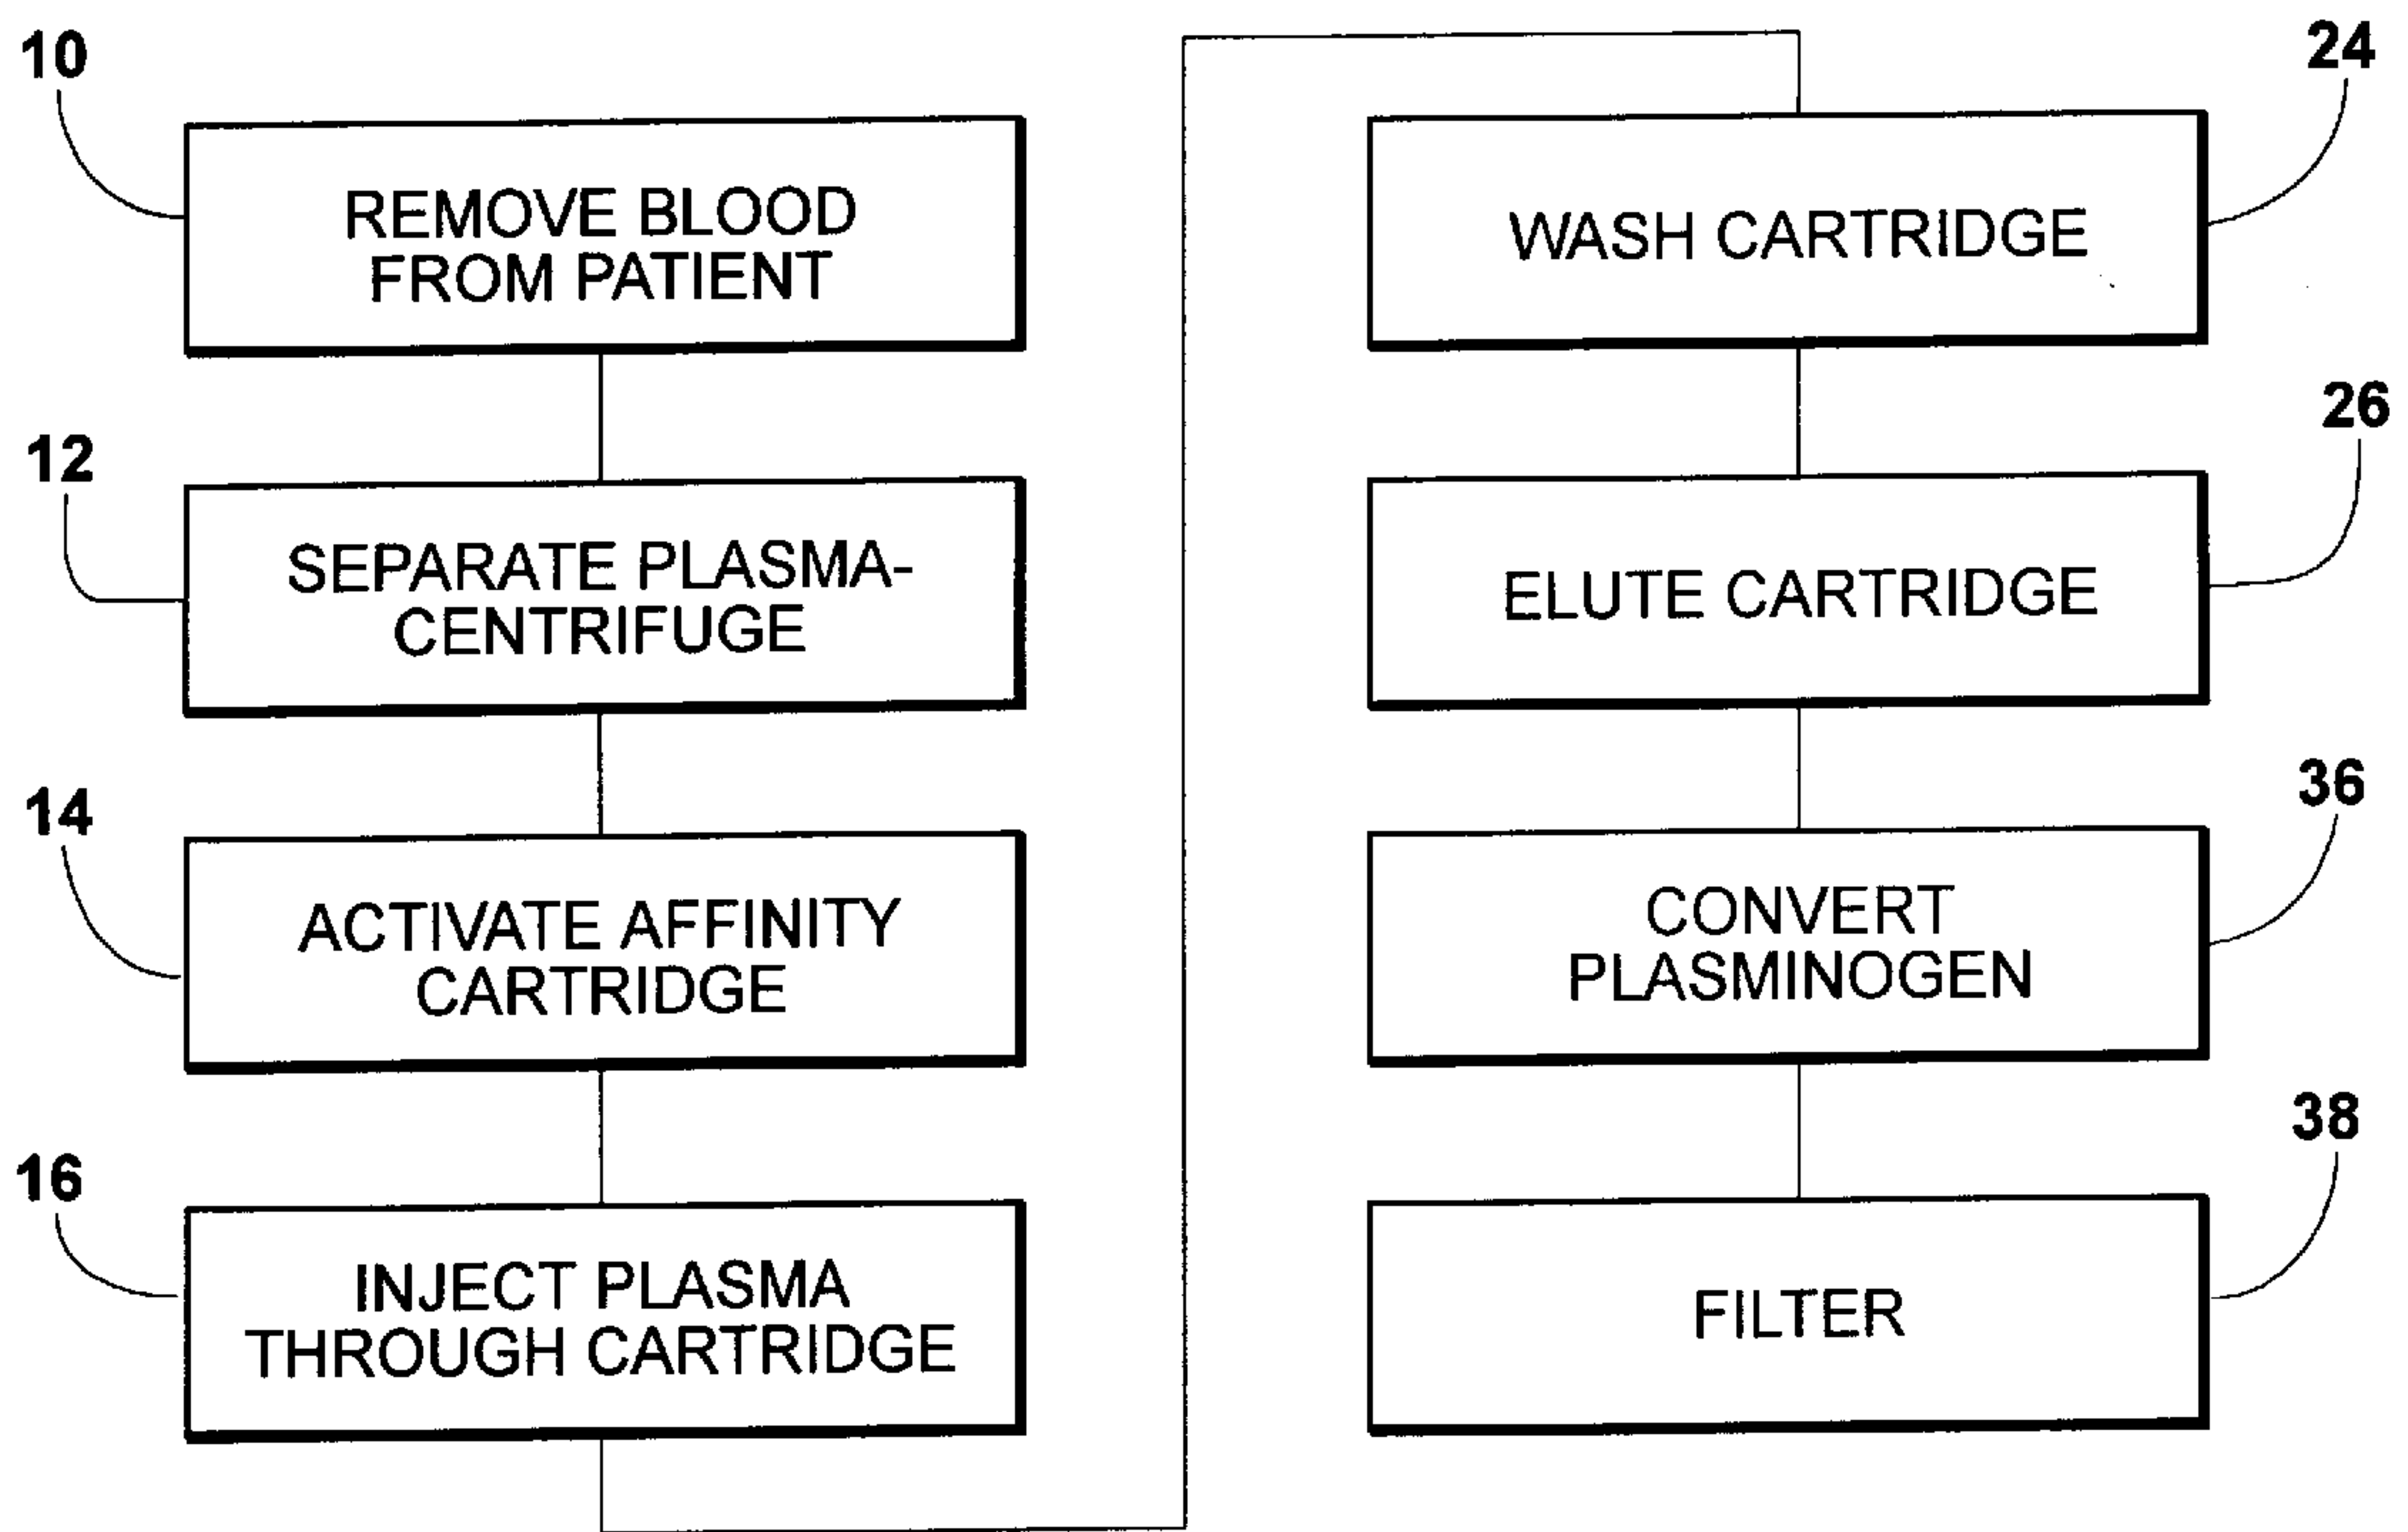 10
REMOVE BLOOD
FROM PATIENT
12
SEPARATE PLASMA-
CENTRIFUGE
14
ACTIVATE AFFINITY
CARTRIDGE
16
INJECT PLASMA
THROUGH CARTRIDGE
24
WASH CARTRIDGE
26
ELUTE CARTRIDGE
36
CONVERT
PLASMINOGEN
38
FILTER